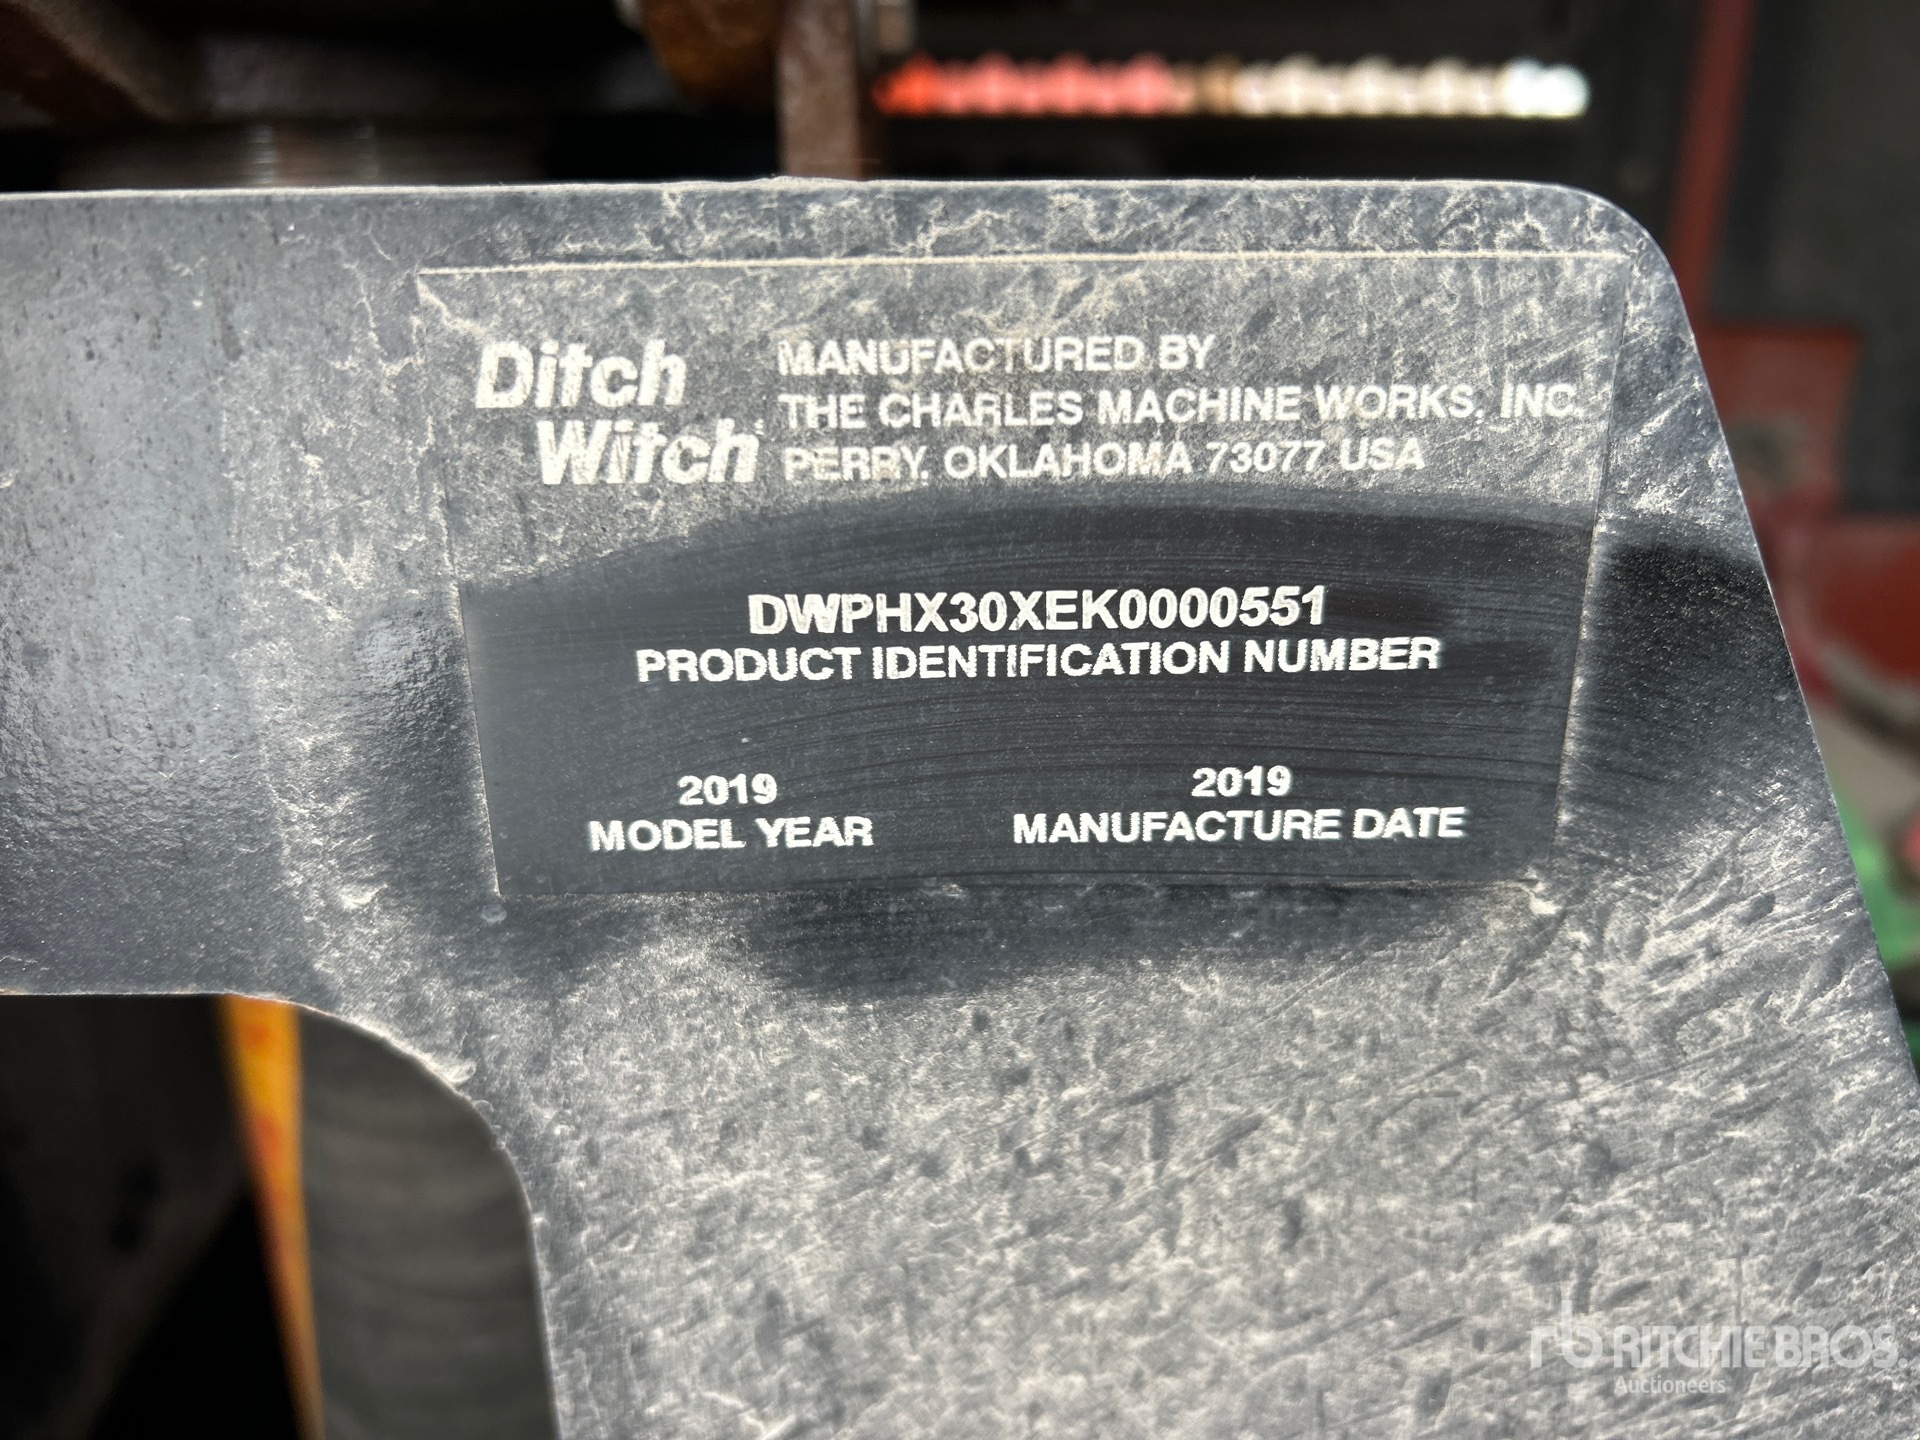 Ditch Witch
MANUFACTURED BY
THE CHARLES MACHINE WORKS, INC.
PERRY, OKLAHOMA 73077 USA
DWPHX30XEK0000551
PRODUCT IDENTIFICATION NUMBER
2019
MODEL YEAR
2019
MANUFACTURE DATE
rb RITCHIE BROS.
Auctioneers